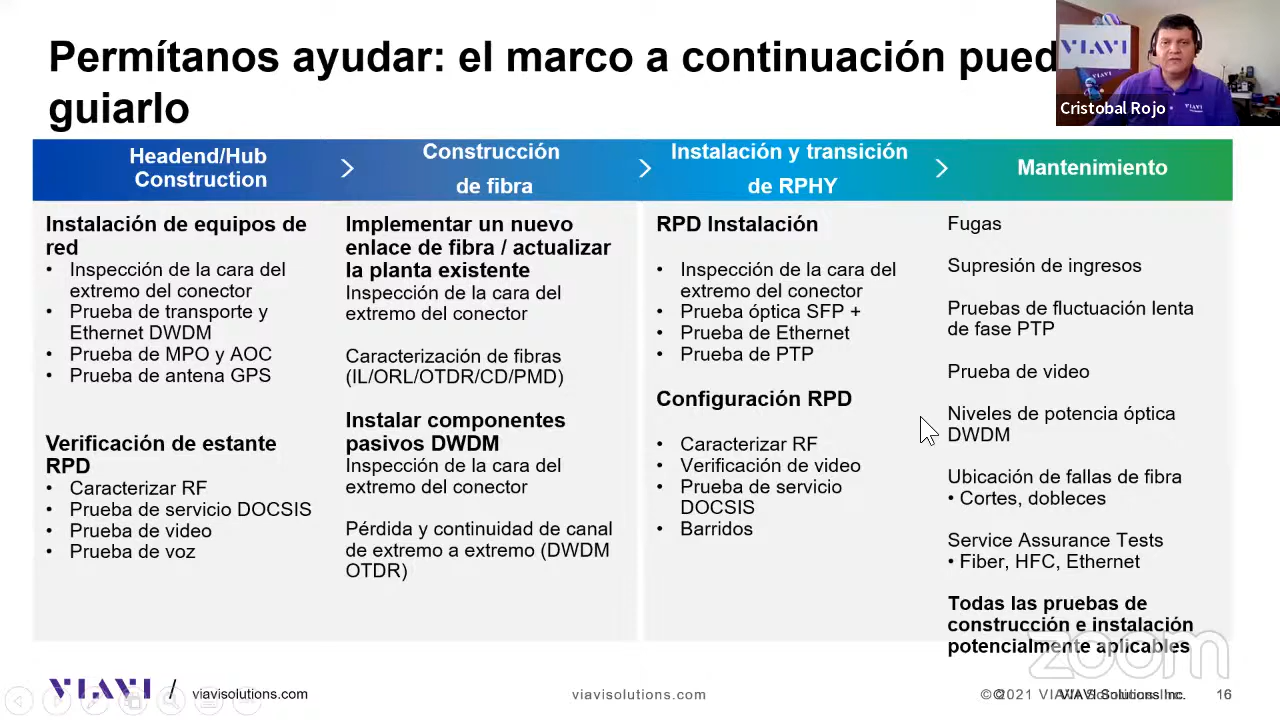 Permítanos ayudar: el marco a continuación
guiarlo
VIAVI
VIAVI
VIAVI
Cristobal Rojo
Headend/Hub
Construction
Construcción
de fibra
Instalación y transición
de RPHY
Mantenimiento
Instalación de equipos de
red
• Inspección de la cara del
extremo del conector
• Prueba de transporte y
Ethernet DWDM
• Prueba de MPO y AOC
• Prueba de antena GPS
Verificación de estante
RPD
• Caracterizar RF
• Prueba de servicio DOCSIS
• Prueba de video
• Prueba de voz
Implementar un nuevo
enlace de fibra / actualizar
la planta existente
Inspección de la cara del
extremo del conector
Caracterización de fibras
(IL/ORL/OTDR/CD/PMD)
Instalar componentes
pasivos DWDM
Inspección de la cara del
extremo del conector
Pérdida y continuidad de canal
de extremo a extremo (DWDM
OTDR)
RPD Instalación
• Inspección de la cara del
extremo del conector
• Prueba óptica SFP +
• Prueba de Ethernet
• Prueba de PTP
Configuración RPD
• Caracterizar RF
• Verificación de video
• Prueba de servicio
DOCSIS
• Barridos
Fugas
Supresión de ingresos
Pruebas de fluctuación lenta
de fase PTP
Prueba de video
Niveles de potencia óptica
DWDM
Ubicación de fallas de fibra
• Cortes, dobleces
Service Assurance Tests
• Fiber, HFC, Ethernet
Todas las pruebas de
construcción e instalación
potencialmente aplicables
zoom
VIAVI / viavisolutions.com
viavisolutions.com
© 2021 VIAVI Solutions Inc.
16